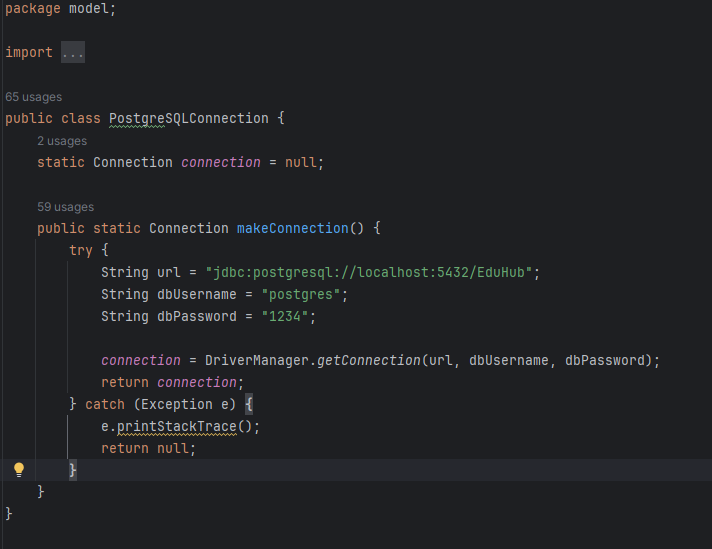 package model;
import ...
65 usages
public class PostgreSQLConnection {
2 usages
static Connection connection = null;
59 usages
public static Connection makeConnection() {
try {
String url = "jdbc:postgresql://localhost:5432/EduHub";
String dbUsername = "postgres";
String dbPassword = "1234";
connection = DriverManager.getConnection(url, dbUsername, dbPassword);
return connection;
} catch (Exception e) {
e.printStackTrace();
return null;
}
}
}